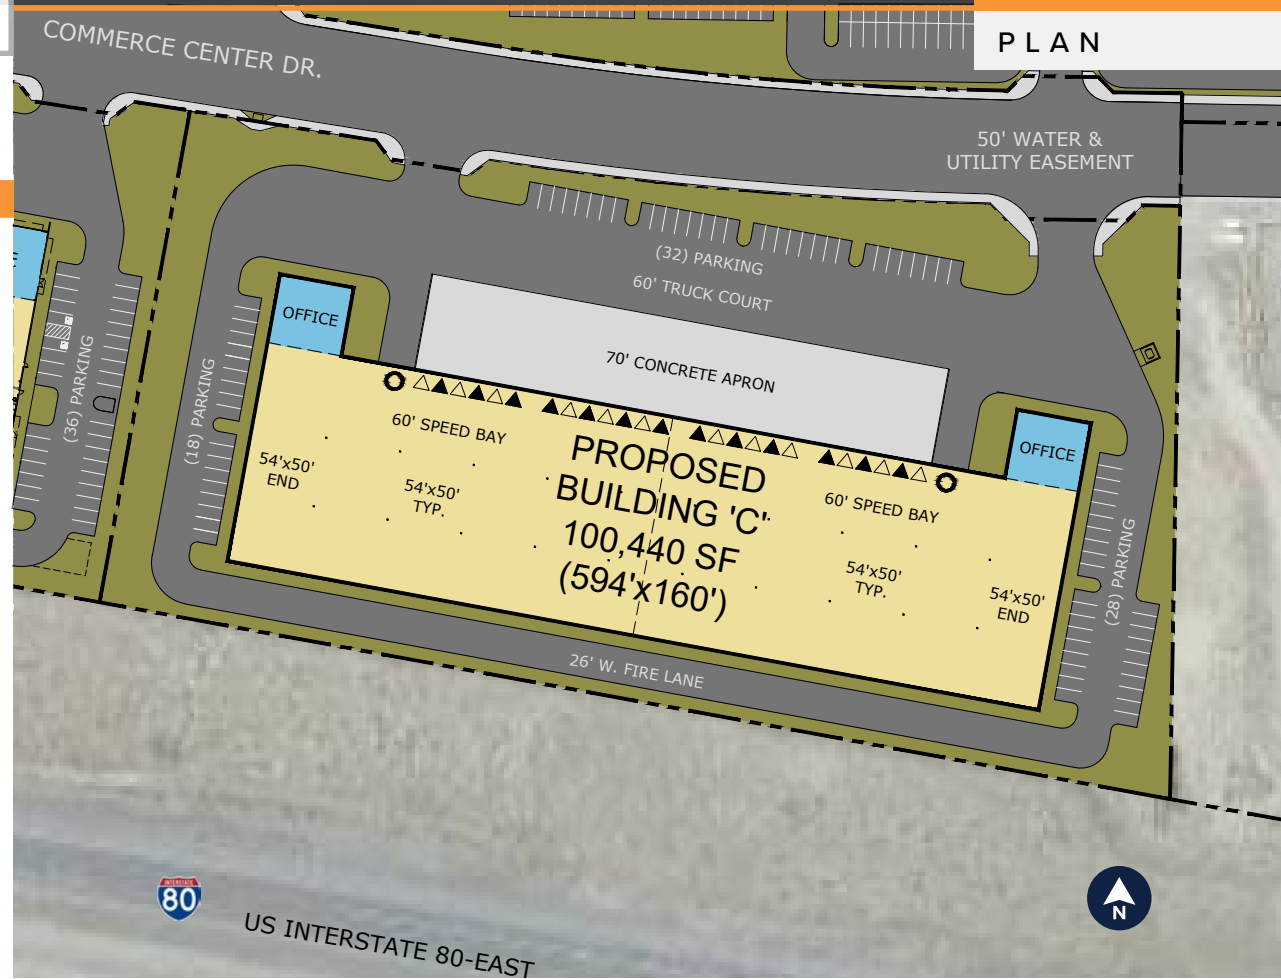 PLAN
COMMERCE CENTER DR.
50' WATER &
UTILITY EASEMENT
(32) PARKING
60' TRUCK COURT
OFFICE
70' CONCRETE APRON
(36) PARKING
(18) PARKING
60' SPEED BAY
54'x50'
END
54'x50'
TYP.
PROPOSED
BUILDING 'C'
100,440 SF
(594'x160')
60' SPEED BAY
OFFICE
54'x50'
TYP.
54'x50'
END
(28) PARKING
26' W. FIRE LANE
INTERSTATE
80
US INTERSTATE 80-EAST
N